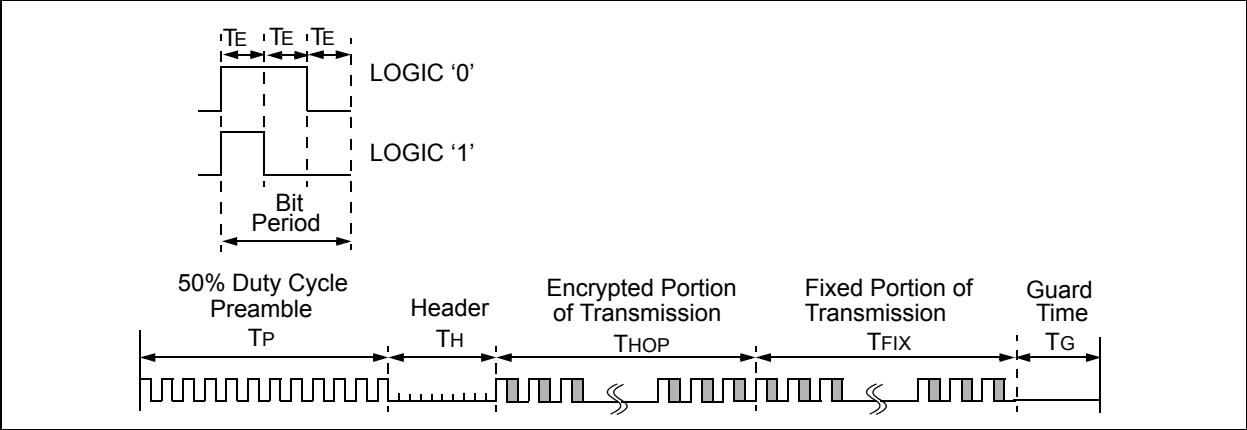 TE TE TE
LOGIC ‘0’
LOGIC ‘1’
Bit
Period
50% Duty Cycle
Preamble
TP
Header
TH
Encrypted Portion
of Transmission
THOP
Fixed Portion of
Transmission
TFIX
Guard
Time
TG